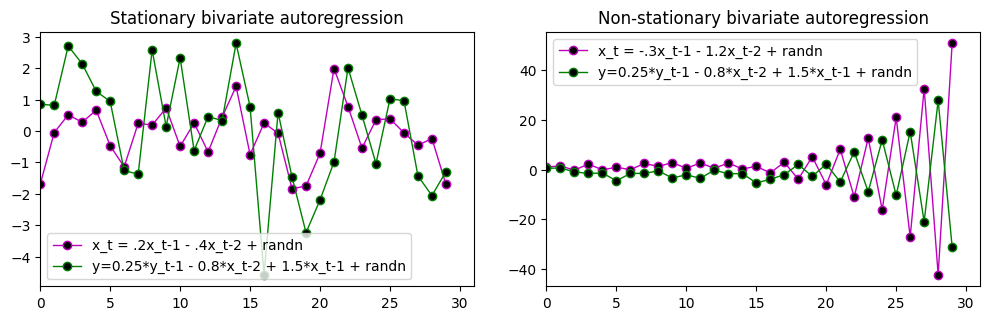 Stationary bivariate autoregression
3
2
1
0
−1
−2
−3
−4
x_t = .2x_t-1 - .4x_t-2 + randn
y=0.25*y_t-1 - 0.8*x_t-2 + 1.5*x_t-1 + randn
0 5 10 15 20 25 30
Non-stationary bivariate autoregression
x_t = -.3x_t-1 - 1.2x_t-2 + randn
y=0.25*y_t-1 - 0.8*x_t-2 + 1.5*x_t-1 + randn
40
20
0
−20
−40
0 5 10 15 20 25 30